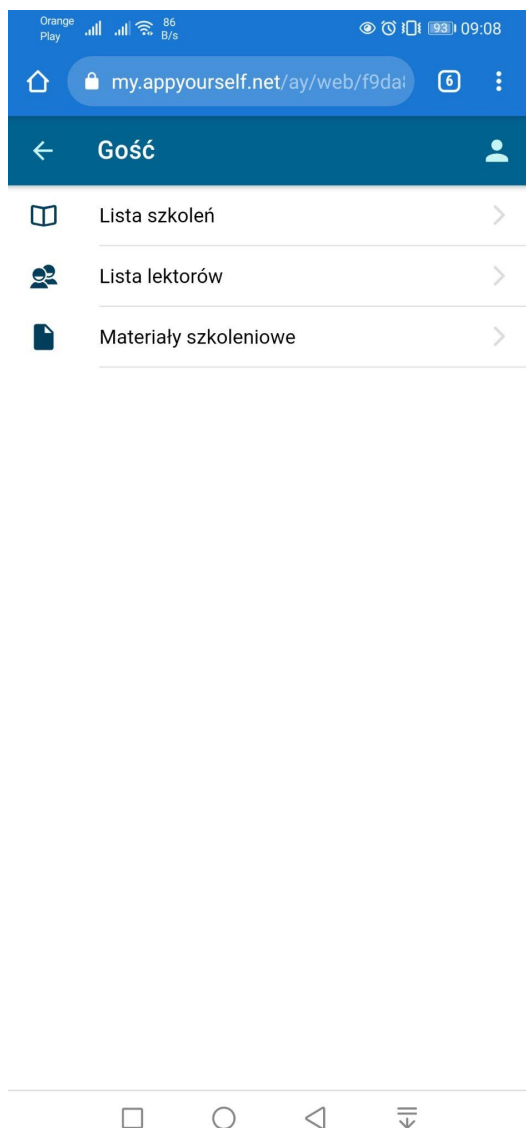 Orange
Play
86
B/s
93
09:08
my.appyourself.net/ay/web/f9da
6
Gość
Lista szkoleń
Lista lektorów
Materiały szkoleniowe